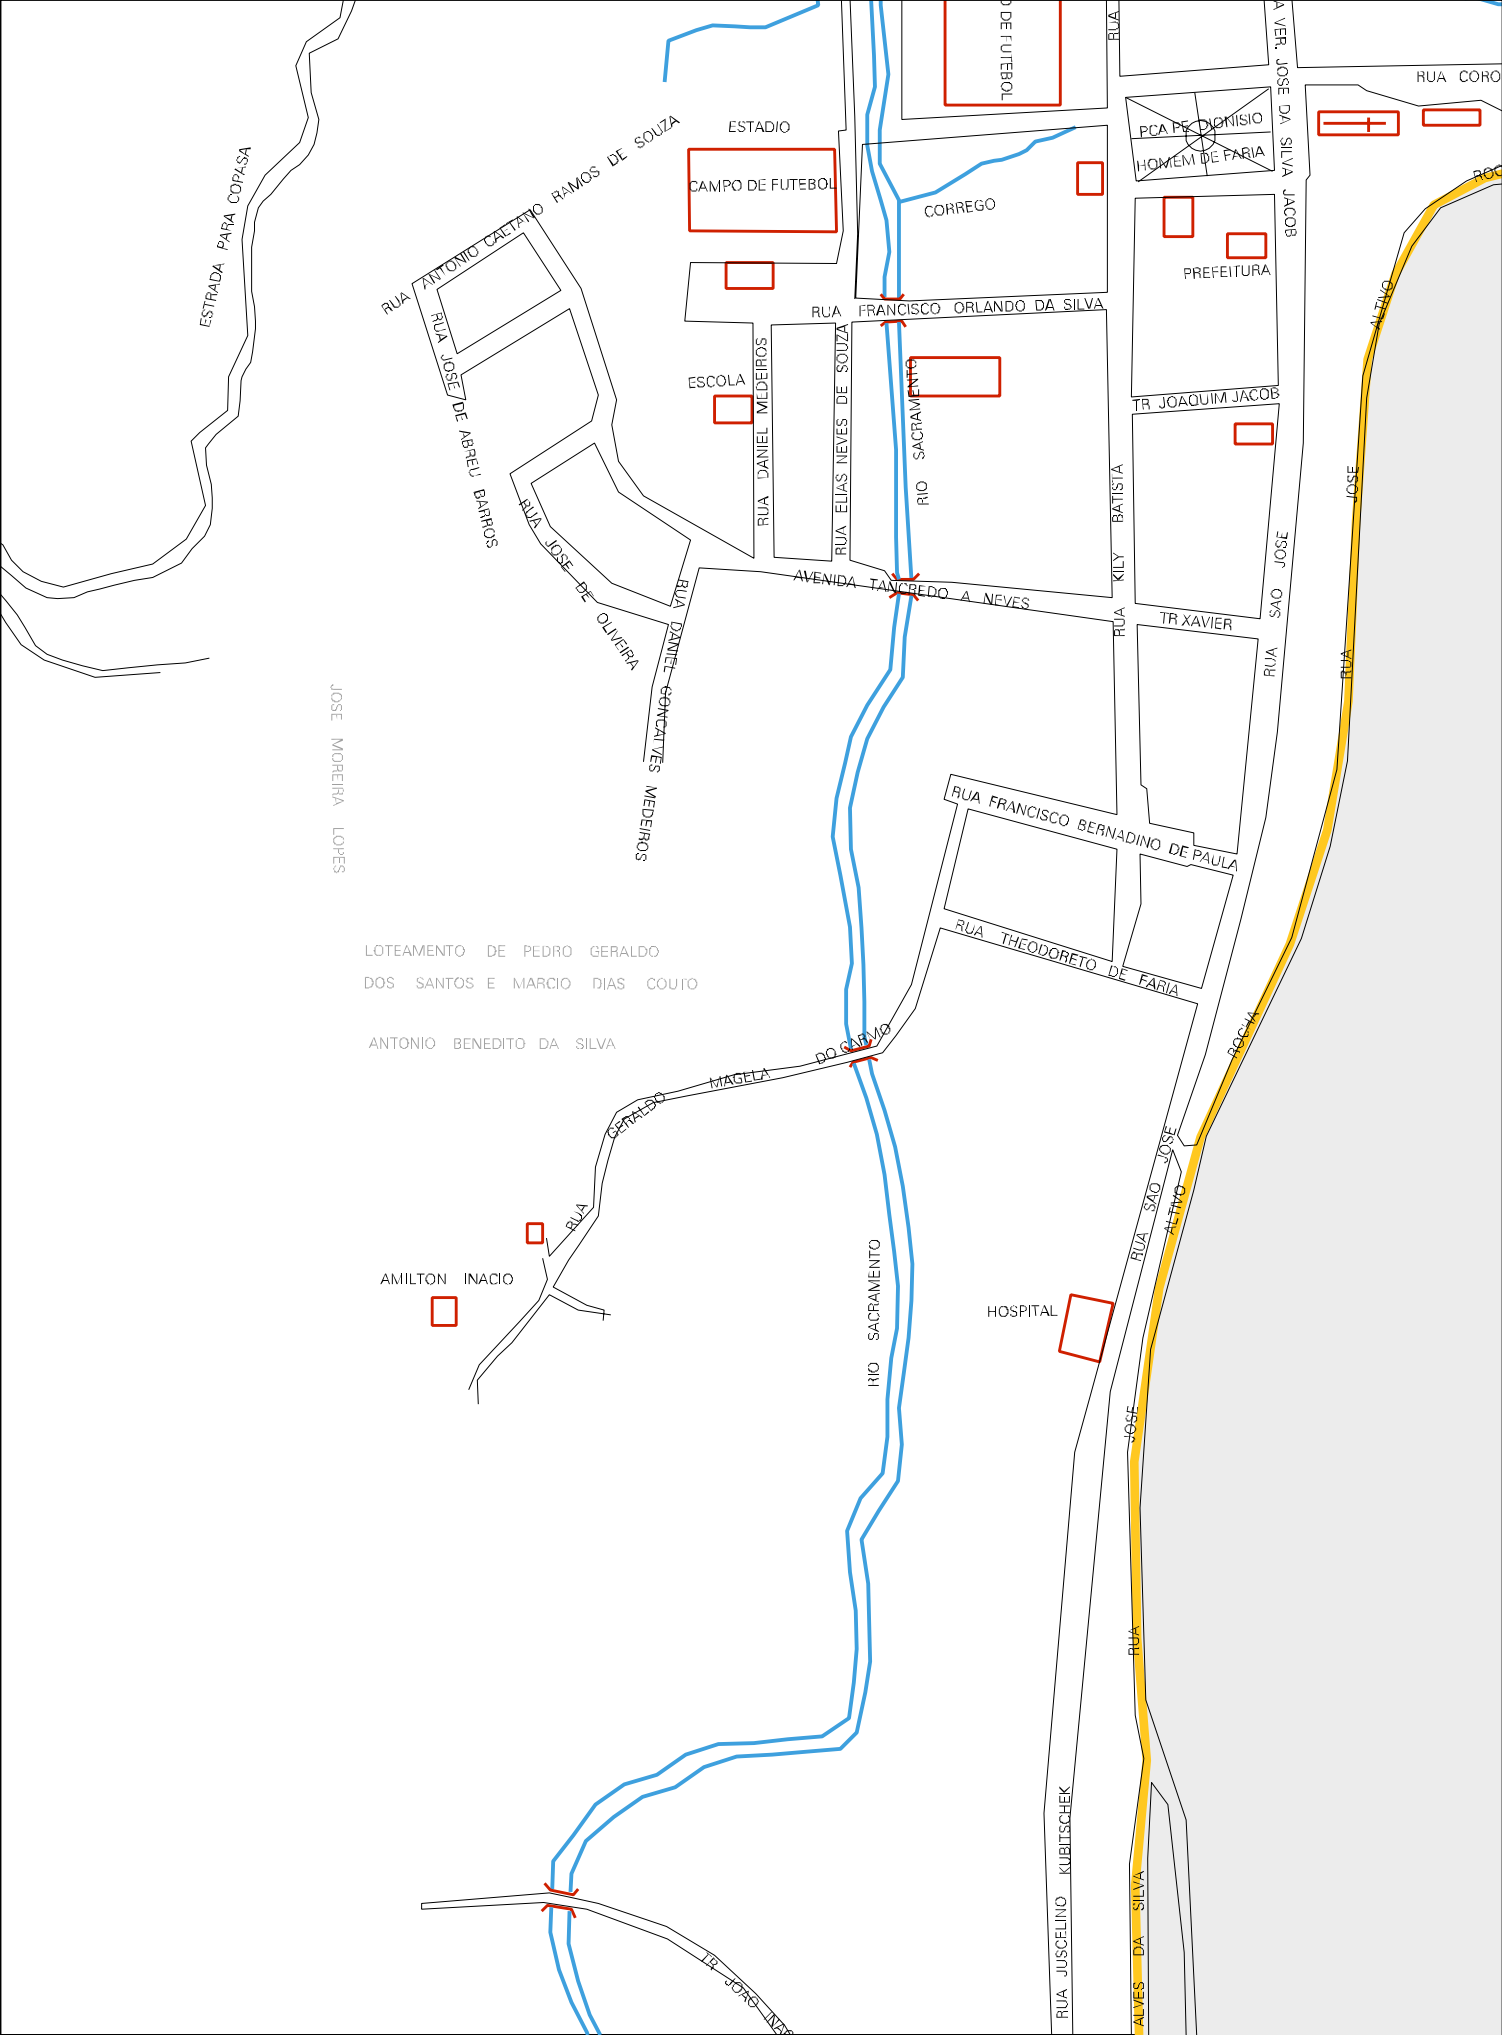 DE FUTEBOL
RUA
VER. JOSE DA SILVA JACOB
RUA CORO
ESTADIO
CAMPO DE FUTEBOL
PCA PE DIONISIO
HOMEM DE FARIA
ESTRADA PARA COPASA
RUA ANTONIO CAETANO RAMOS DE SOUZA
CORREGO
PREFEITURA
ROC
RUA FRANCISCO ORLANDO DA SILVA
RUA JOSE DE ABREU BARROS
ESCOLA
RUA DANIEL MEDEIROS
RUA ELIAS NEVES DE SOUZA
RIO SACRAMENTO
TR JOAQUIM JACOB
RUA KILY BATISTA
RUA SAO JOSE
RUA JOSE ALTIVO
RUA JOSE DE OLIVEIRA
AVENIDA TANCREDO A NEVES
TR XAVIER
RUA DANIEL GONCALVES MEDEIROS
JOSE MOREIRA LOPES
RUA FRANCISCO BERNADINO DE PAULA
RUA THEODORETO DE FARIA
LOTEAMENTO DE PEDRO GERALDO
DOS SANTOS E MARCIO DIAS COUTO
ANTONIO BENEDITO DA SILVA
RUA GERALDO MAGELA DO CARMO
ROCHA
RUA SAO JOSE
RUA JOSE ALTIVO
AMILTON INACIO
RIO SACRAMENTO
HOSPITAL
RUA JUSCELINO KUBITSCHEK
ALVES DA SILVA
TR JOAO